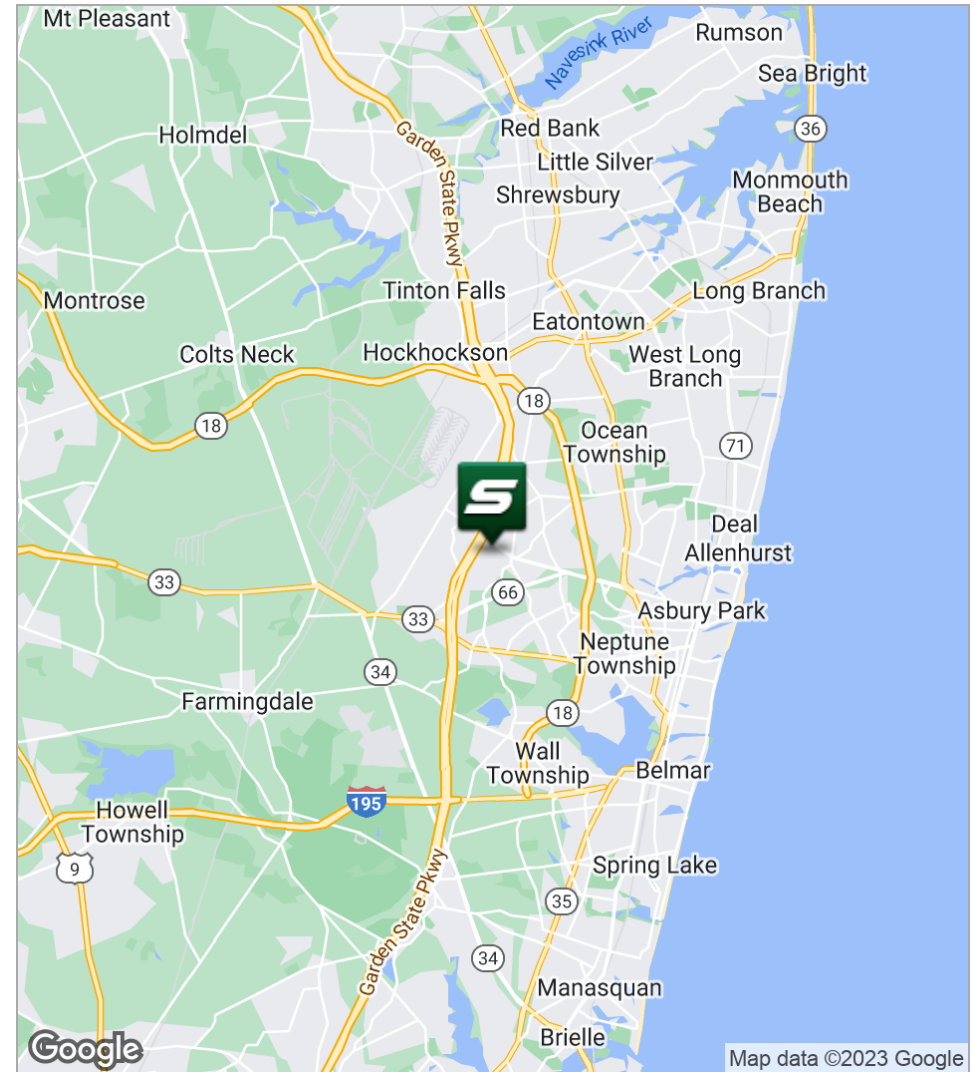 Mt Pleasant
Rumson
Navesink River
Sea Bright
36
Red Bank
Holmdel
Garden State Pkwy
Little Silver
Shrewsbury
Monmouth
Beach
Tinton Falls
Long Branch
Montrose
Eatontown
Colts Neck
Hockhockson
West Long
Branch
18
18
Ocean
Township
71
S
Deal
Allenhurst
33
66
33
Asbury Park
Neptune
Township
34
Farmingdale
18
Wall
Township
Belmar
195
Howell
Township
9
Spring Lake
35
Garden State Pkwy
34
Manasquan
Brielle
Google
Map data ©2023 Google